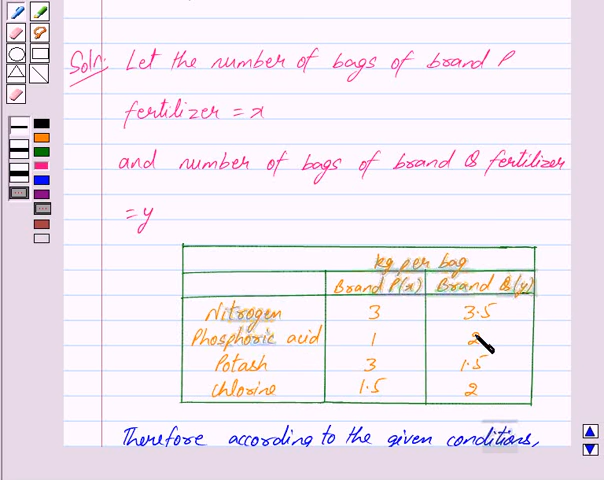 Soln: Let the number of bags of brand P
fertilizer = x
and number of bags of brand Q fertilizer
= y
kg per bag
Brand P(x) Brand Q(y)
Nitrogen 3 3.5
Phosphoric acid 1 2
Potash 3 1.5
Chlorine 1.5 2
Therefore according to the given conditions,